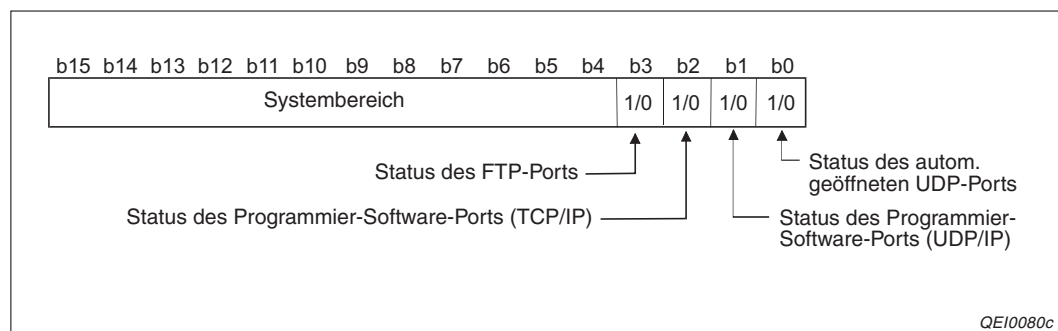 b15 b14 b13 b12 b11 b10 b9 b8 b7 b6 b5 b4 b3 b2 b1 b0
Systembereich 1/0 1/0 1/0 1/0
Status des FTP-Ports
Status des autom.
geöffneten UDP-Ports
Status des Programmier-Software-Ports (TCP/IP)
Status des Programmier-
Software-Ports (UDP/IP)
QEI0080c